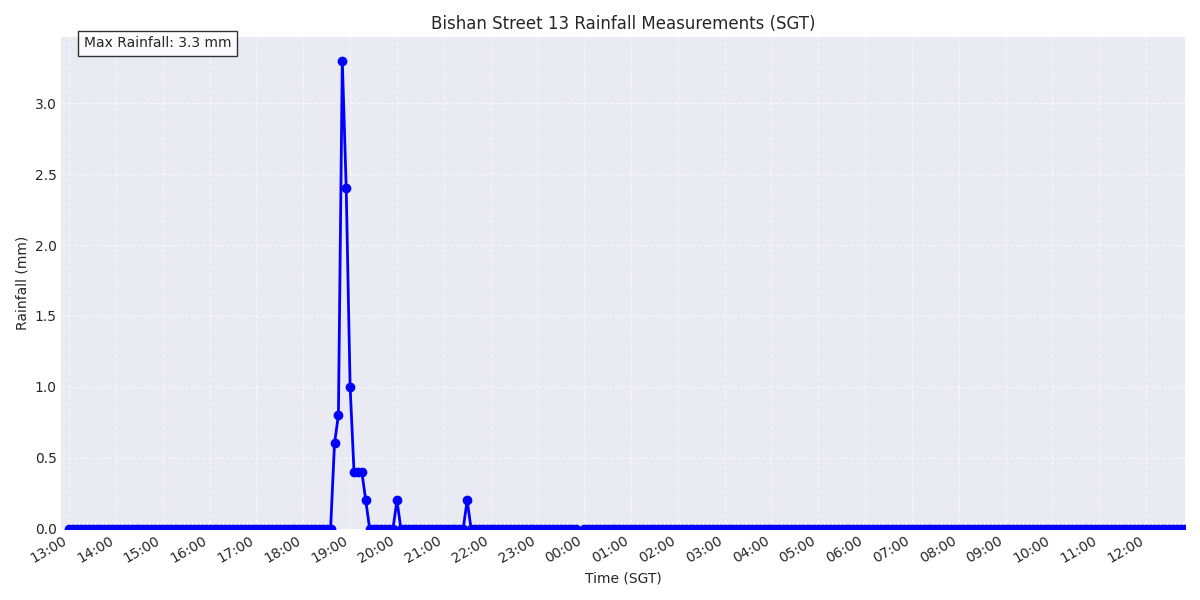 Bishan Street 13 Rainfall Measurements (SGT)
Max Rainfall: 3.3 mm
Rainfall (mm)
3.0
2.5
2.0
1.5
1.0
0.5
0.0
13:00 14:00 15:00 16:00 17:00 18:00 19:00 20:00 21:00 22:00 23:00 00:00 01:00 02:00 03:00 04:00 05:00 06:00 07:00 08:00 09:00 10:00 11:00 12:00
Time (SGT)